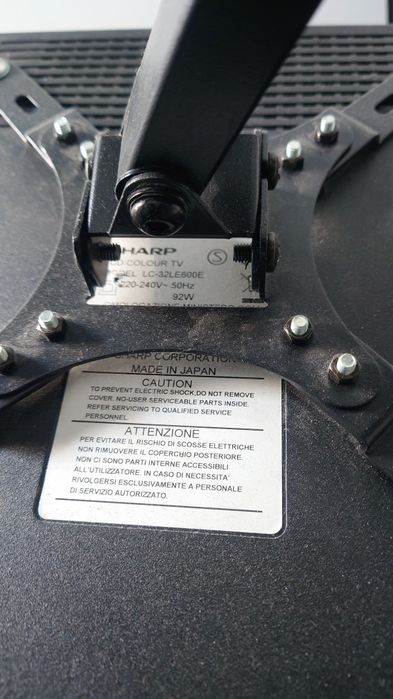 SHARP
LCD COLOUR TV
MODEL LC-32LE600E
220-240V~ 50Hz
92W
SHARP CORPORATION
MADE IN JAPAN
CAUTION
TO PREVENT ELECTRIC SHOCK,DO NOT REMOVE
COVER. NO-USER SERVICEABLE PARTS INSIDE.
REFER SERVICING TO QUALIFIED SERVICE
PERSONNEL.
ATTENZIONE
PER EVITARE IL RISCHIO DI SCOSSE ELETTRICHE
NON RIMUOVERE IL COPERCHIO POSTERIORE.
NON CI SONO PARTI INTERNE ACCESSIBILI
ALL'UTILIZZATORE. IN CASO DI NECESSITA'
RIVOLGERSI ESCLUSIVAMENTE A PERSONALE
DI SERVIZIO AUTORIZZATO.